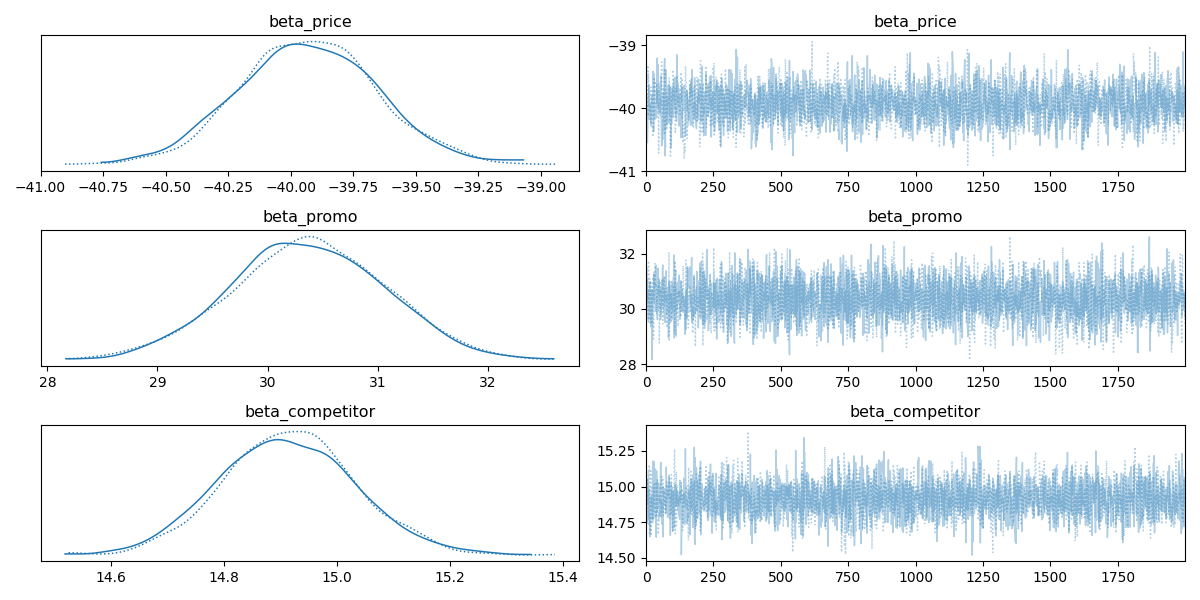 beta_price
−41.00 −40.75 −40.50 −40.25 −40.00 −39.75 −39.50 −39.25 −39.00
beta_price
−39
−40
−41
0 250 500 750 1000 1250 1500 1750
beta_promo
28 29 30 31 32
beta_promo
32
30
28
0 250 500 750 1000 1250 1500 1750
beta_competitor
14.6 14.8 15.0 15.2 15.4
beta_competitor
15.25
15.00
14.75
14.50
0 250 500 750 1000 1250 1500 1750